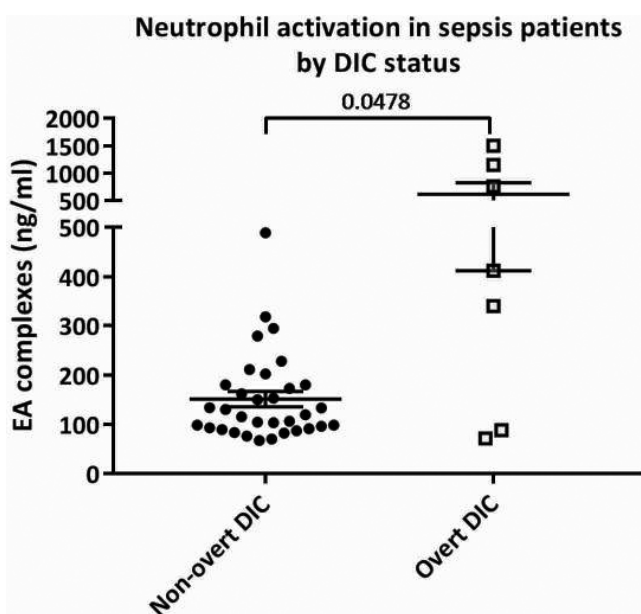 Neutrophil activation in sepsis patients
by DIC status
0.0478
2000
1500
1000
500
500
400
300
200
100
0
EA complexes (ng/ml)
Non-overt DIC
Overt DIC